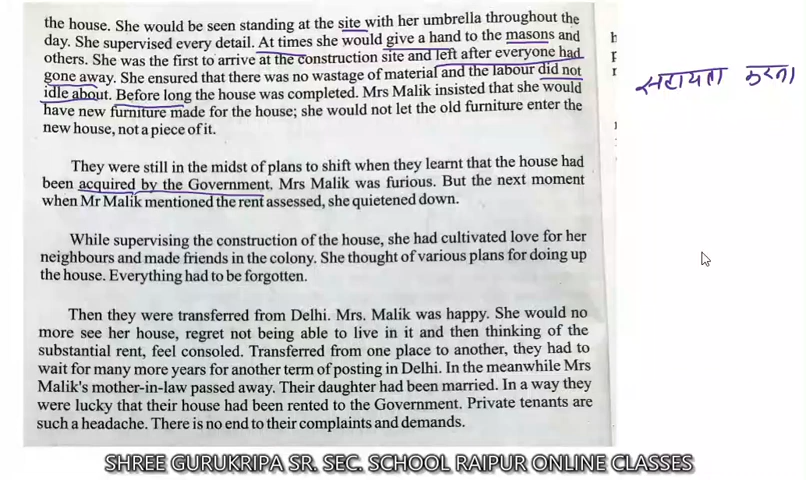 the house. She would be seen standing at the site with her umbrella throughout the
day. She supervised every detail. At times she would give a hand to the masons and
others. She was the first to arrive at the construction site and left after everyone had
gone away. She ensured that there was no wastage of material and the labour did not
idle about. Before long the house was completed. Mrs Malik insisted that she would
have new furniture made for the house; she would not let the old furniture enter the
new house, not a piece of it.
They were still in the midst of plans to shift when they learnt that the house had
been acquired by the Government. Mrs Malik was furious. But the next moment
when Mr Malik mentioned the rent assessed, she quietened down.
While supervising the construction of the house, she had cultivated love for her
neighbours and made friends in the colony. She thought of various plans for doing up
the house. Everything had to be forgotten.
Then they were transferred from Delhi. Mrs. Malik was happy. She would no
more see her house, regret not being able to live in it and then thinking of the
substantial rent, feel consoled. Transferred from one place to another, they had to
wait for many more years for another term of posting in Delhi. In the meanwhile Mrs
Malik's mother-in-law passed away. Their daughter had been married. In a way they
were lucky that their house had been rented to the Government. Private tenants are
such a headache. There is no end to their complaints and demands.
सहायता करना
SHREE GURUKRIPA SR. SEC. SCHOOL RAIPUR ONLINE CLASSES